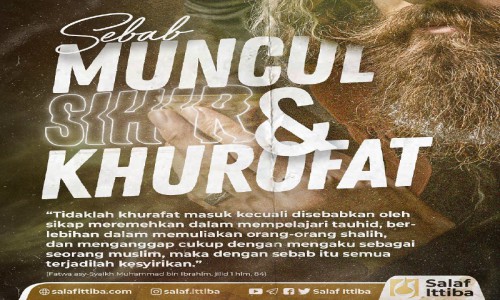 Sebab
MUNCUL
SIHIR
&
KHUROFAT
“Tidaklah khurafat masuk kecuali disebabkan oleh
sikap meremehkan dalam mempelajari tauhid, ber-
lebihan dalam memuliakan orang-orang shalih,
dan menganggap cukup dengan mengaku sebagai
seorang muslim, maka dengan sebab itu semua
terjadilah kesyirikan.”
(Fatwa asy-Syaikh Muhammad bin Ibrahim, jilid 1 hlm. 84)
salafittiba.com
Salaf.ittiba
Salaf Ittiba
Salaf
Ittiba